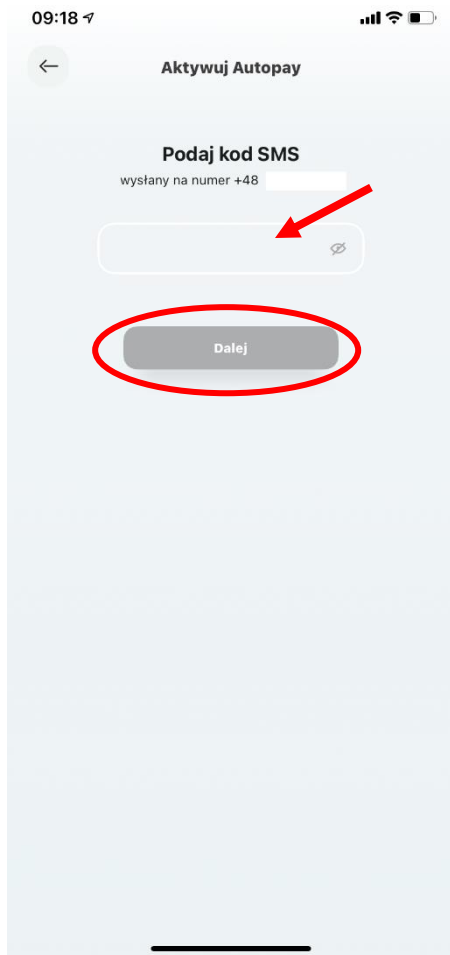 09:18
Aktywuj Autopay
Podaj kod SMS
wysłany na numer +48
Dalej